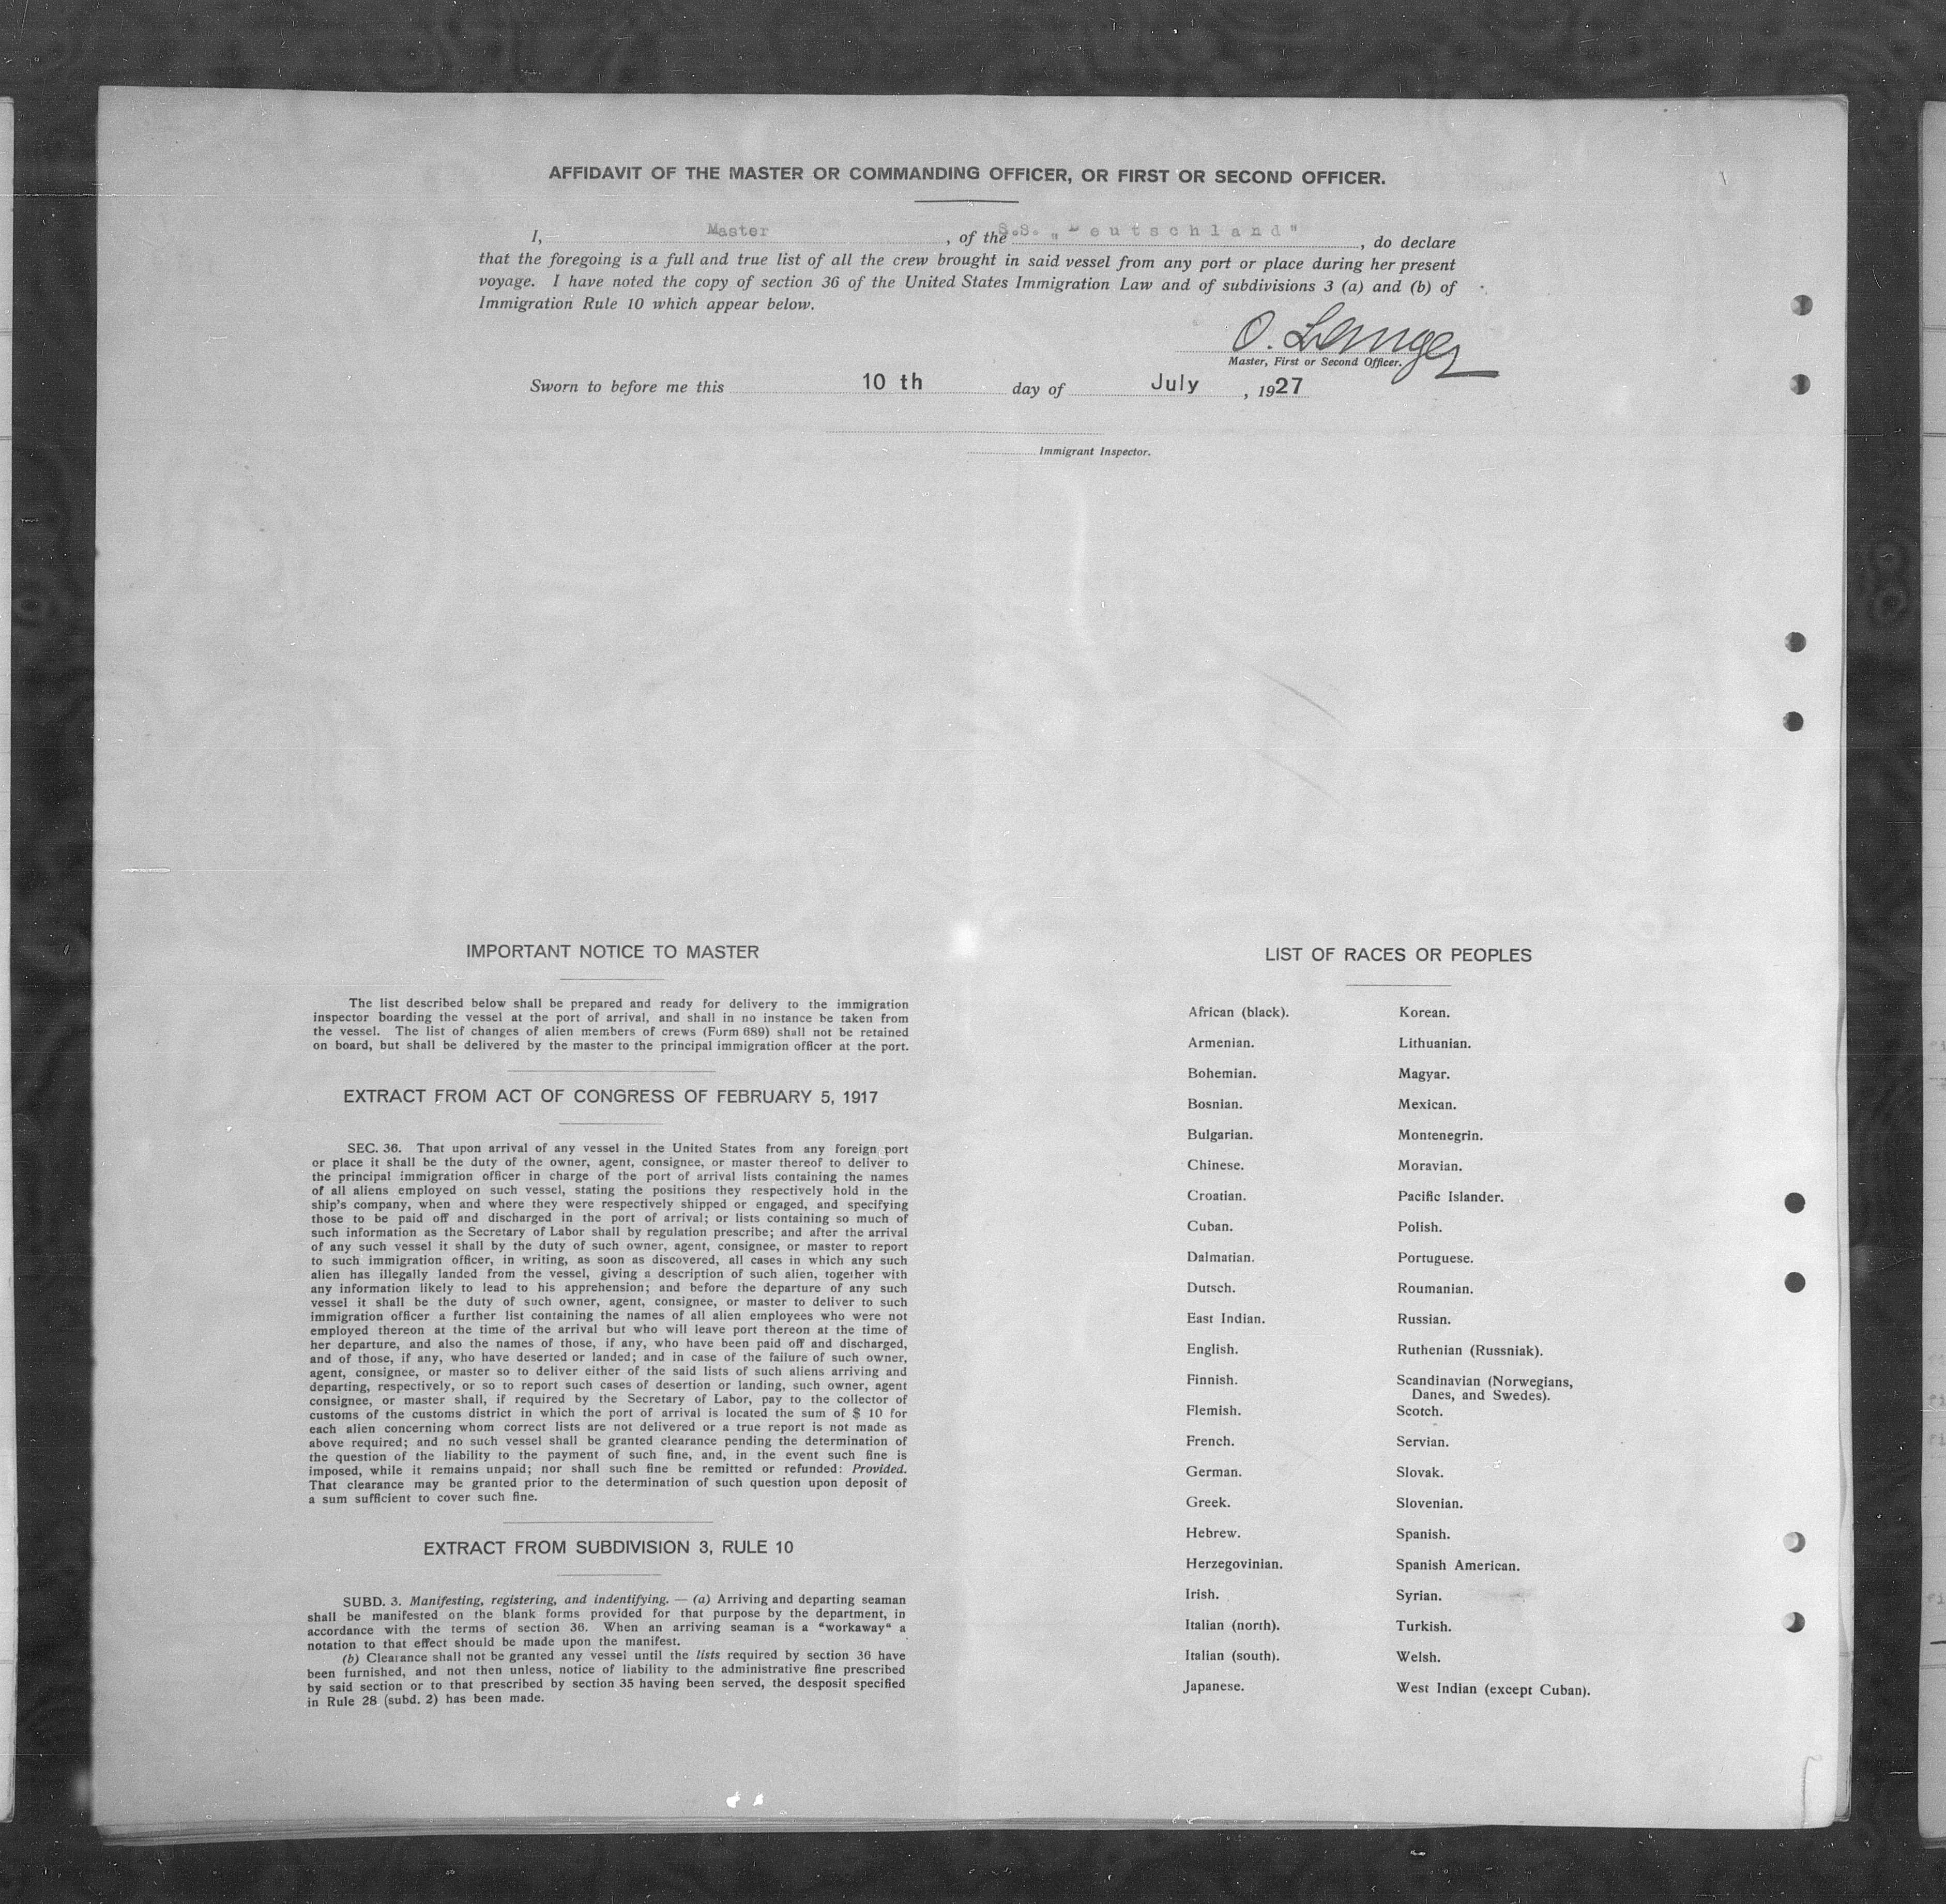 AFFIDAVIT OF THE MASTER OR COMMANDING OFFICER, OR FIRST OR SECOND OFFICER.
I, Master, of the S.S. „Deutschland", do declare
that the foregoing is a full and true list of all the crew brought in said vessel from any port or place during her present
voyage. I have noted the copy of section 36 of the United States Immigration Law and of subdivisions 3 (a) and (b) of
Immigration Rule 10 which appear below.
O.
Master, First or Second Officer.
Sworn to before me this 10 th day of July, 1927
Immigrant Inspector.
IMPORTANT NOTICE TO MASTER
The list described below shall be prepared and ready for delivery to the immigration
inspector boarding the vessel at the port of arrival, and shall in no instance be taken from
the vessel. The list of changes of alien members of crews (Form 689) shall not be retained
on board, but shall be delivered by the master to the principal immigration officer at the port.
EXTRACT FROM ACT OF CONGRESS OF FEBRUARY 5, 1917
SEC. 36. That upon arrival of any vessel in the United States from any foreign port
or place it shall be the duty of the owner, agent, consignee, or master thereof to deliver to
the principal immigration officer in charge of the port of arrival lists containing the names
of all aliens employed on such vessel, stating the positions they respectively hold in the
ship's company, when and where they were respectively shipped or engaged, and specifying
those to be paid off and discharged in the port of arrival; or lists containing so much of
such information as the Secretary of Labor shall by regulation prescribe; and after the arrival
of any such vessel it shall by the duty of such owner, agent, consignee, or master to report
to such immigration officer, in writing, as soon as discovered, all cases in which any such
alien has illegally landed from the vessel, giving a description of such alien, together with
any information likely to lead to his apprehension; and before the departure of any such
vessel it shall be the duty of such owner, agent, consignee, or master to deliver to such
immigration officer a further list containing the names of all alien employees who were not
employed thereon at the time of the arrival but who will leave port thereon at the time of
her departure, and also the names of those, if any, who have been paid off and discharged,
and of those, if any, who have deserted or landed; and in case of the failure of such owner,
agent, consignee, or master so to deliver either of the said lists of such aliens arriving and
departing, respectively, or so to report such cases of desertion or landing, such owner, agent
consignee, or master shall, if required by the Secretary of Labor, pay to the collector of
customs of the customs district in which the port of arrival is located the sum of $ 10 for
each alien concerning whom correct lists are not delivered or a true report is not made as
above required; and no such vessel shall be granted clearance pending the determination of
the question of the liability to the payment of such fine, and, in the event such fine is
imposed, while it remains unpaid; nor shall such fine be remitted or refunded: Provided.
That clearance may be granted prior to the determination of such question upon deposit of
a sum sufficient to cover such fine.
EXTRACT FROM SUBDIVISION 3, RULE 10
SUBD. 3. Manifesting, registering, and indentifying. — (a) Arriving and departing seaman
shall be manifested on the blank forms provided for that purpose by the department, in
accordance with the terms of section 36. When an arriving seaman is a “workaway“ a
notation to that effect should be made upon the manifest.
(b) Clearance shall not be granted any vessel until the lists required by section 36 have
been furnished, and not then unless, notice of liability to the administrative fine prescribed
by said section or to that prescribed by section 35 having been served, the desposit specified
in Rule 28 (subd. 2) has been made.
LIST OF RACES OR PEOPLES
African (black).
Armenian.
Bohemian.
Bosnian.
Bulgarian.
Chinese.
Croatian.
Cuban.
Dalmatian.
Dutsch.
East Indian.
English.
Finnish.
Flemish.
French.
German.
Greek.
Hebrew.
Herzegovinian.
Irish.
Italian (north).
Italian (south).
Japanese.
Korean.
Lithuanian.
Magyar.
Mexican.
Montenegrin.
Moravian.
Pacific Islander.
Polish.
Portuguese.
Roumanian.
Russian.
Ruthenian (Russniak).
Scandinavian (Norwegians,
Danes, and Swedes).
Scotch.
Servian.
Slovak.
Slovenian.
Spanish.
Spanish American.
Syrian.
Turkish.
Welsh.
West Indian (except Cuban).